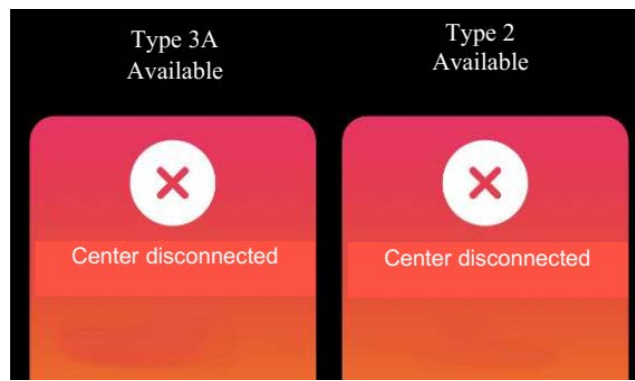 Type 3A
Available
Type 2
Available
Center disconnected
Center disconnected